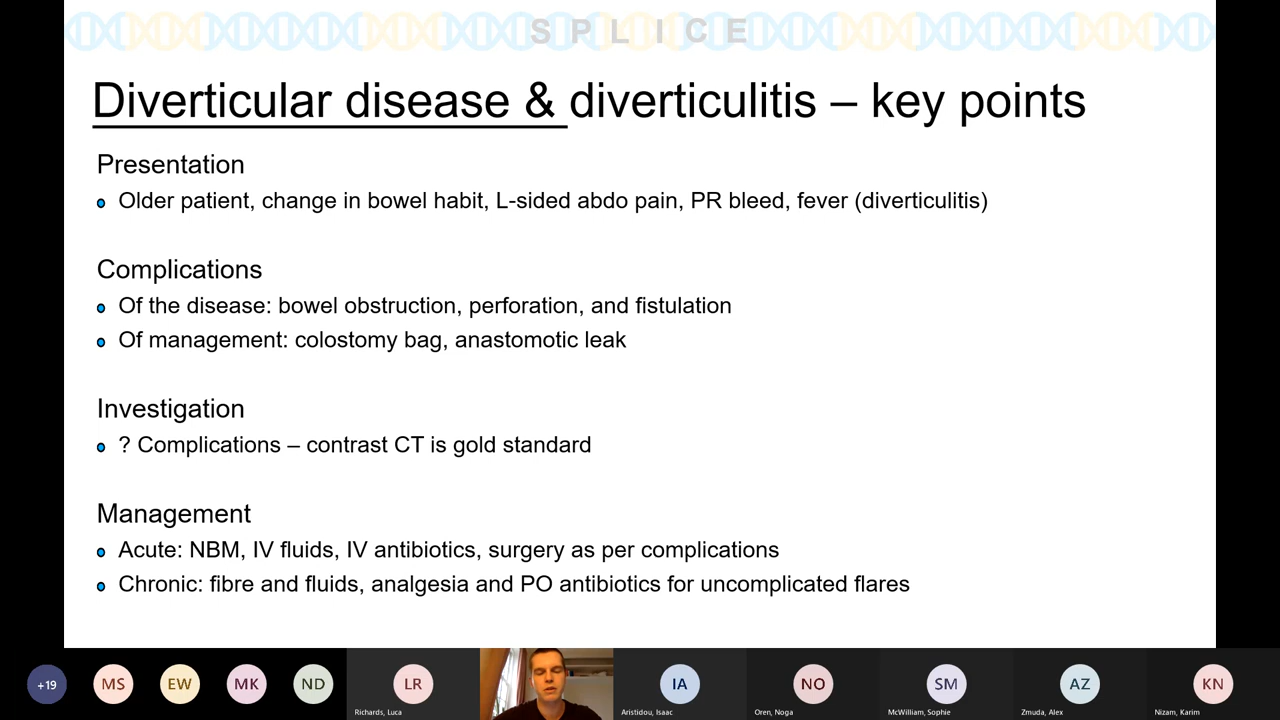 S P L I C E
Diverticular disease & diverticulitis – key points
Presentation
Older patient, change in bowel habit, L-sided abdo pain, PR bleed, fever (diverticulitis)
Complications
Of the disease: bowel obstruction, perforation, and fistulation
Of management: colostomy bag, anastomotic leak
Investigation
? Complications – contrast CT is gold standard
Management
Acute: NBM, IV fluids, IV antibiotics, surgery as per complications
Chronic: fibre and fluids, analgesia and PO antibiotics for uncomplicated flares
+19 MS EW MK ND LR IA NO SM AZ KN
Richards, Luca Aristidou, Isaac Oren, Noga McWilliam, Sophie Zmuda, Alex Nizam, Karim